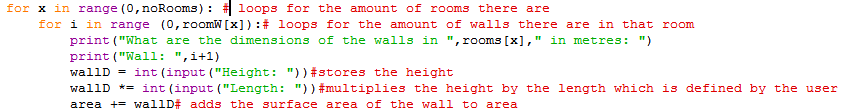 for x in range(0,noRooms): # loops for the amount of rooms there are
    for i in range (0,roomW[x]):# loops for the amount of walls there are in that room
        print("What are the dimensions of the walls in ",rooms[x]," in metres: ")
        print("Wall: ",i+1)
        wallD = int(input("Height: "))#stores the height
        wallD *= int(input("Length: "))#multiplies the height by the length which is defined by the user
        area += wallD# adds the surface area of the wall to area